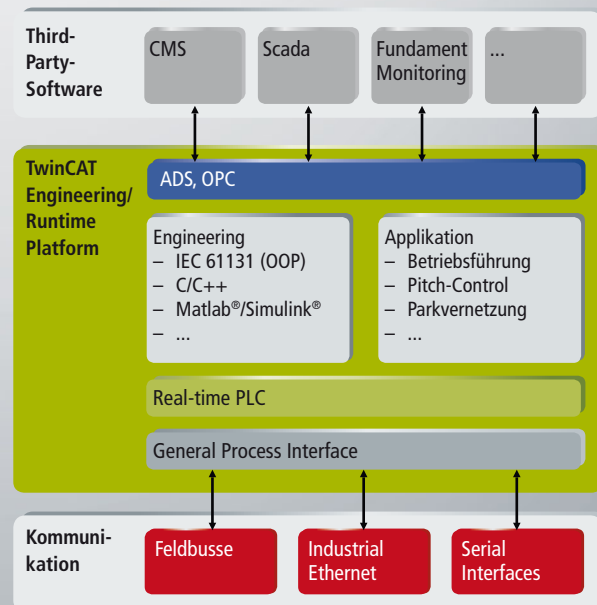 Third-
Party-
Software
CMS
Scada
Fundament
Monitoring
...
TwinCAT
Engineering/
Runtime
Platform
ADS, OPC
Engineering
– IEC 61131 (OOP)
– C/C++
– Matlab®/Simulink®
– ...
Applikation
– Betriebsführung
– Pitch-Control
– Parkvernetzung
– ...
Real-time PLC
General Process Interface
Kommuni-
kation
Feldbusse
Industrial
Ethernet
Serial
Interfaces